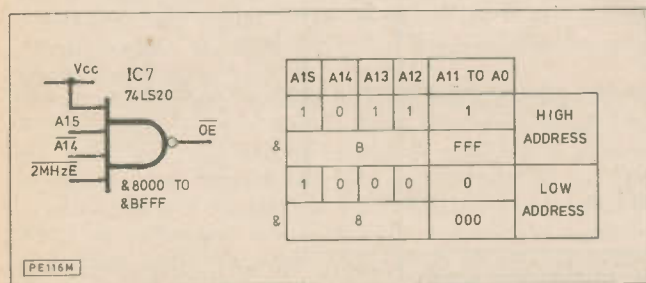 Vcc
IC7
74LS20
A15
A14
2MHzE
OE
&8000 TO
&BFFF
A1S A14 A13 A12 A11 TO A0
1 0 1 1 1 HIGH ADDRESS
& B FFF
1 0 0 0 0 LOW ADDRESS
& 8 000
PE116M